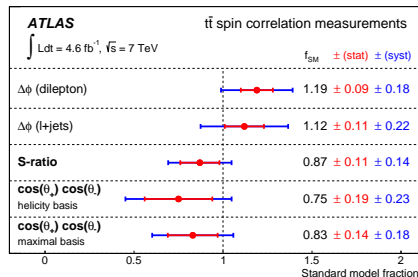 ATLAS tt̄ spin correlation measurements
∫ Ldt = 4.6 fb⁻¹, √s = 7 TeV
f_SM ± (stat) ± (syst)
Δϕ (dilepton) 1.19 ± 0.09 ± 0.18
Δϕ (l+jets) 1.12 ± 0.11 ± 0.22
S-ratio 0.87 ± 0.11 ± 0.14
cos(θ₊) cos(θ₋)
helicity basis 0.75 ± 0.19 ± 0.23
cos(θ₊) cos(θ₋)
maximal basis 0.83 ± 0.14 ± 0.18
0 0.5 1 1.5 2
Standard model fraction